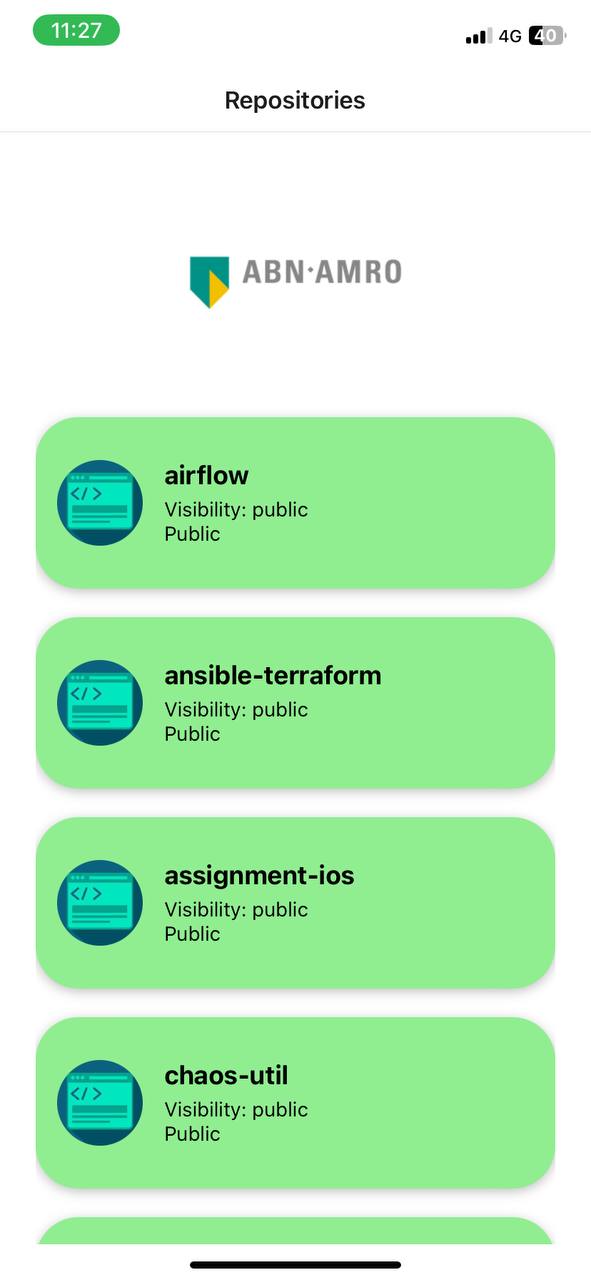 11:27
4G
40
Repositories
ABN·AMRO
</>
airflow
Visibility: public
Public
</>
ansible-terraform
Visibility: public
Public
</>
assignment-ios
Visibility: public
Public
</>
chaos-util
Visibility: public
Public